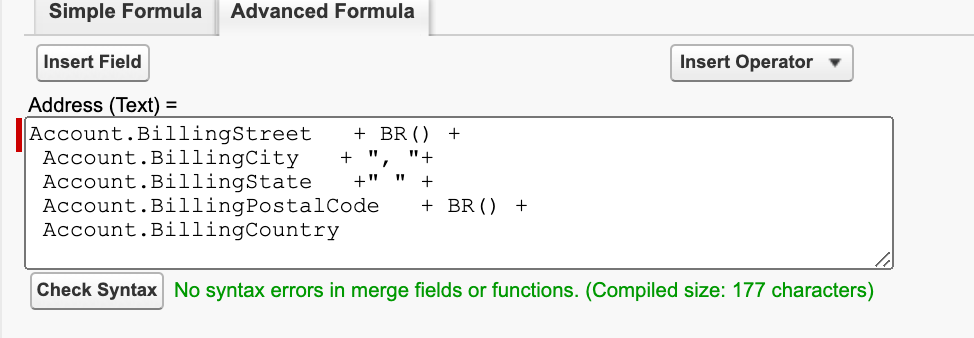 Simple Formula Advanced Formula
Insert Field Insert Operator ▼
Address (Text) =
Account.BillingStreet   + BR() +
 Account.BillingCity   + ", "+
 Account.BillingState   +" " +
 Account.BillingPostalCode   + BR() +
 Account.BillingCountry
Check Syntax No syntax errors in merge fields or functions. (Compiled size: 177 characters)